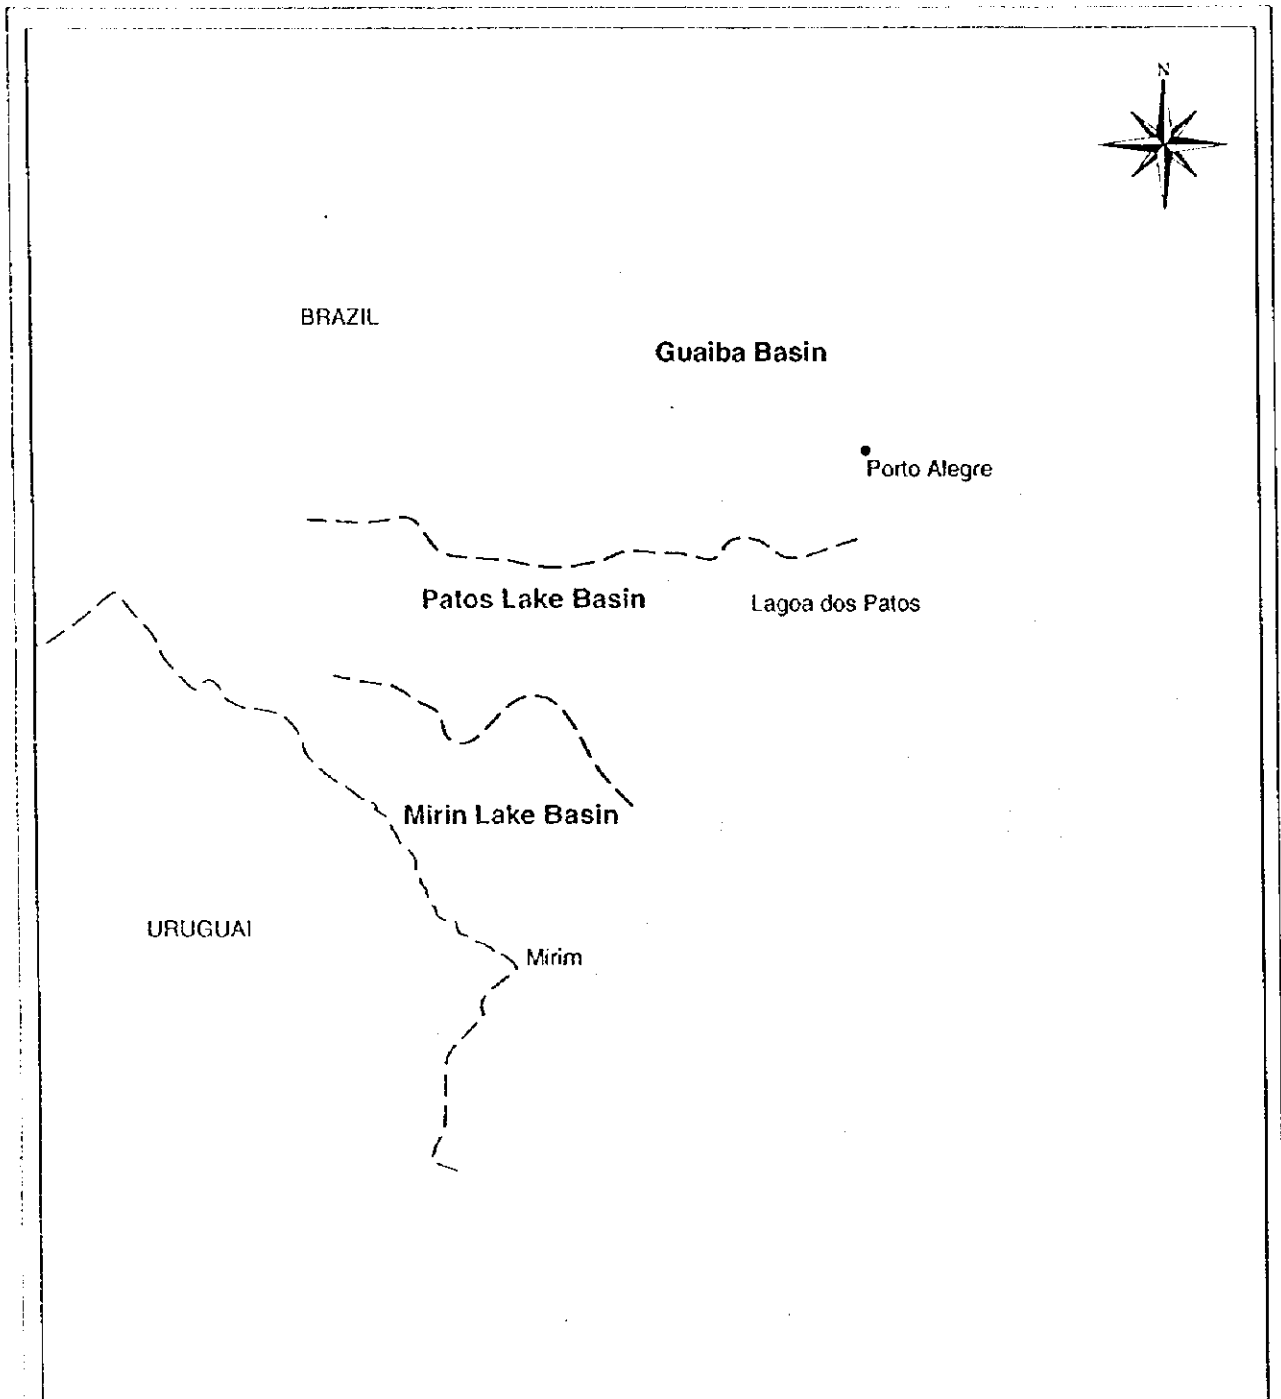 N
BRAZIL
Guaiba Basin
Porto Alegre
Patos Lake Basin
Lagoa dos Patos
Mirin Lake Basin
URUGUAI
Mirim